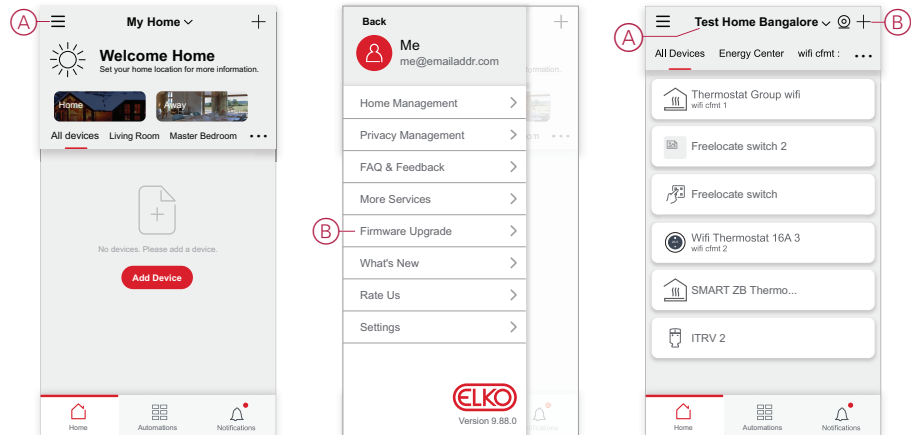 A
My Home
Welcome Home
Set your home location for more information.
Home
Away
All devices Living Room Master Bedroom
No devices. Please add a device.
Add Device
Home
Automations
Notifications
Back
Me
me@emailaddr.com
Home Management
Privacy Management
FAQ & Feedback
More Services
B
Firmware Upgrade
What's New
Rate Us
Settings
ELKO
Version 9.88.0
A
Test Home Bangalore
B
All Devices Energy Center wifi cfmt :
Thermostat Group wifi
wifi cfmt 1
Freelocate switch 2
Freelocate switch
Wifi Thermostat 16A 3
wifi cfmt 2
SMART ZB Thermo...
ITRV 2
Home
Automations
Notifications